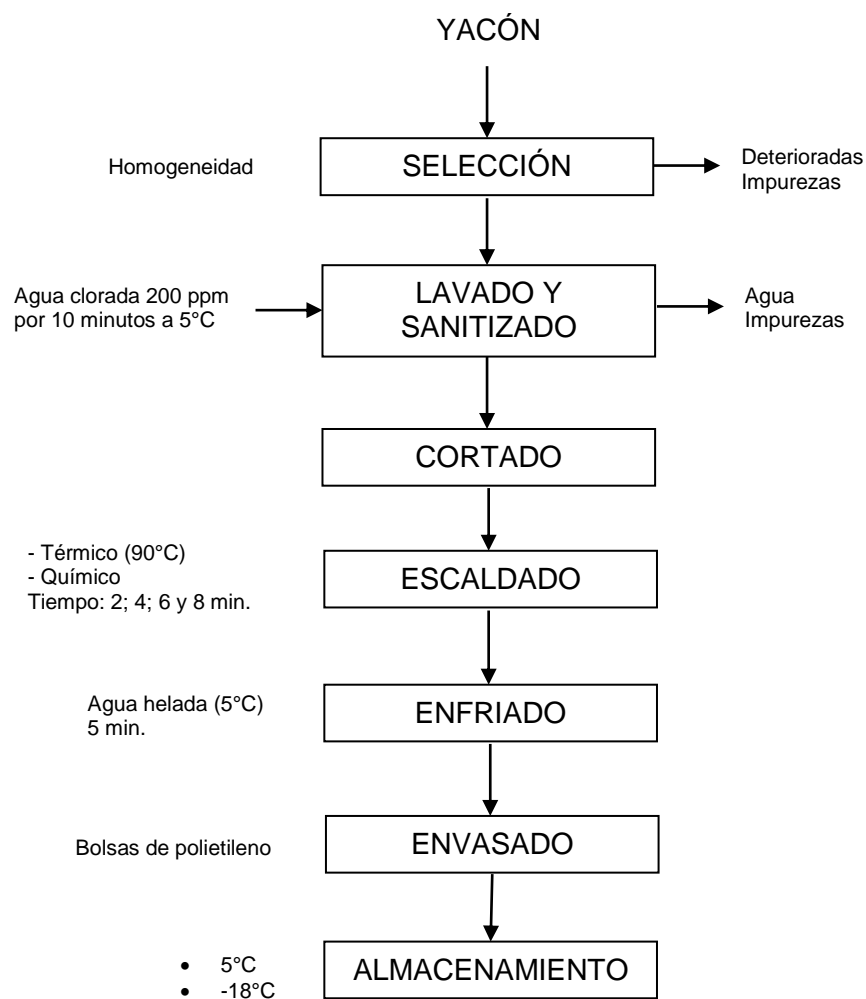 YACÓN
Homogeneidad
SELECCIÓN
Deterioradas
Impurezas
Agua clorada 200 ppm
por 10 minutos a 5°C
LAVADO Y
SANITIZADO
Agua
Impurezas
CORTADO
- Térmico (90°C)
- Químico
Tiempo: 2; 4; 6 y 8 min.
ESCALDADO
Agua helada (5°C)
5 min.
ENFRIADO
Bolsas de polietileno
ENVASADO
• 5°C
• -18°C
ALMACENAMIENTO